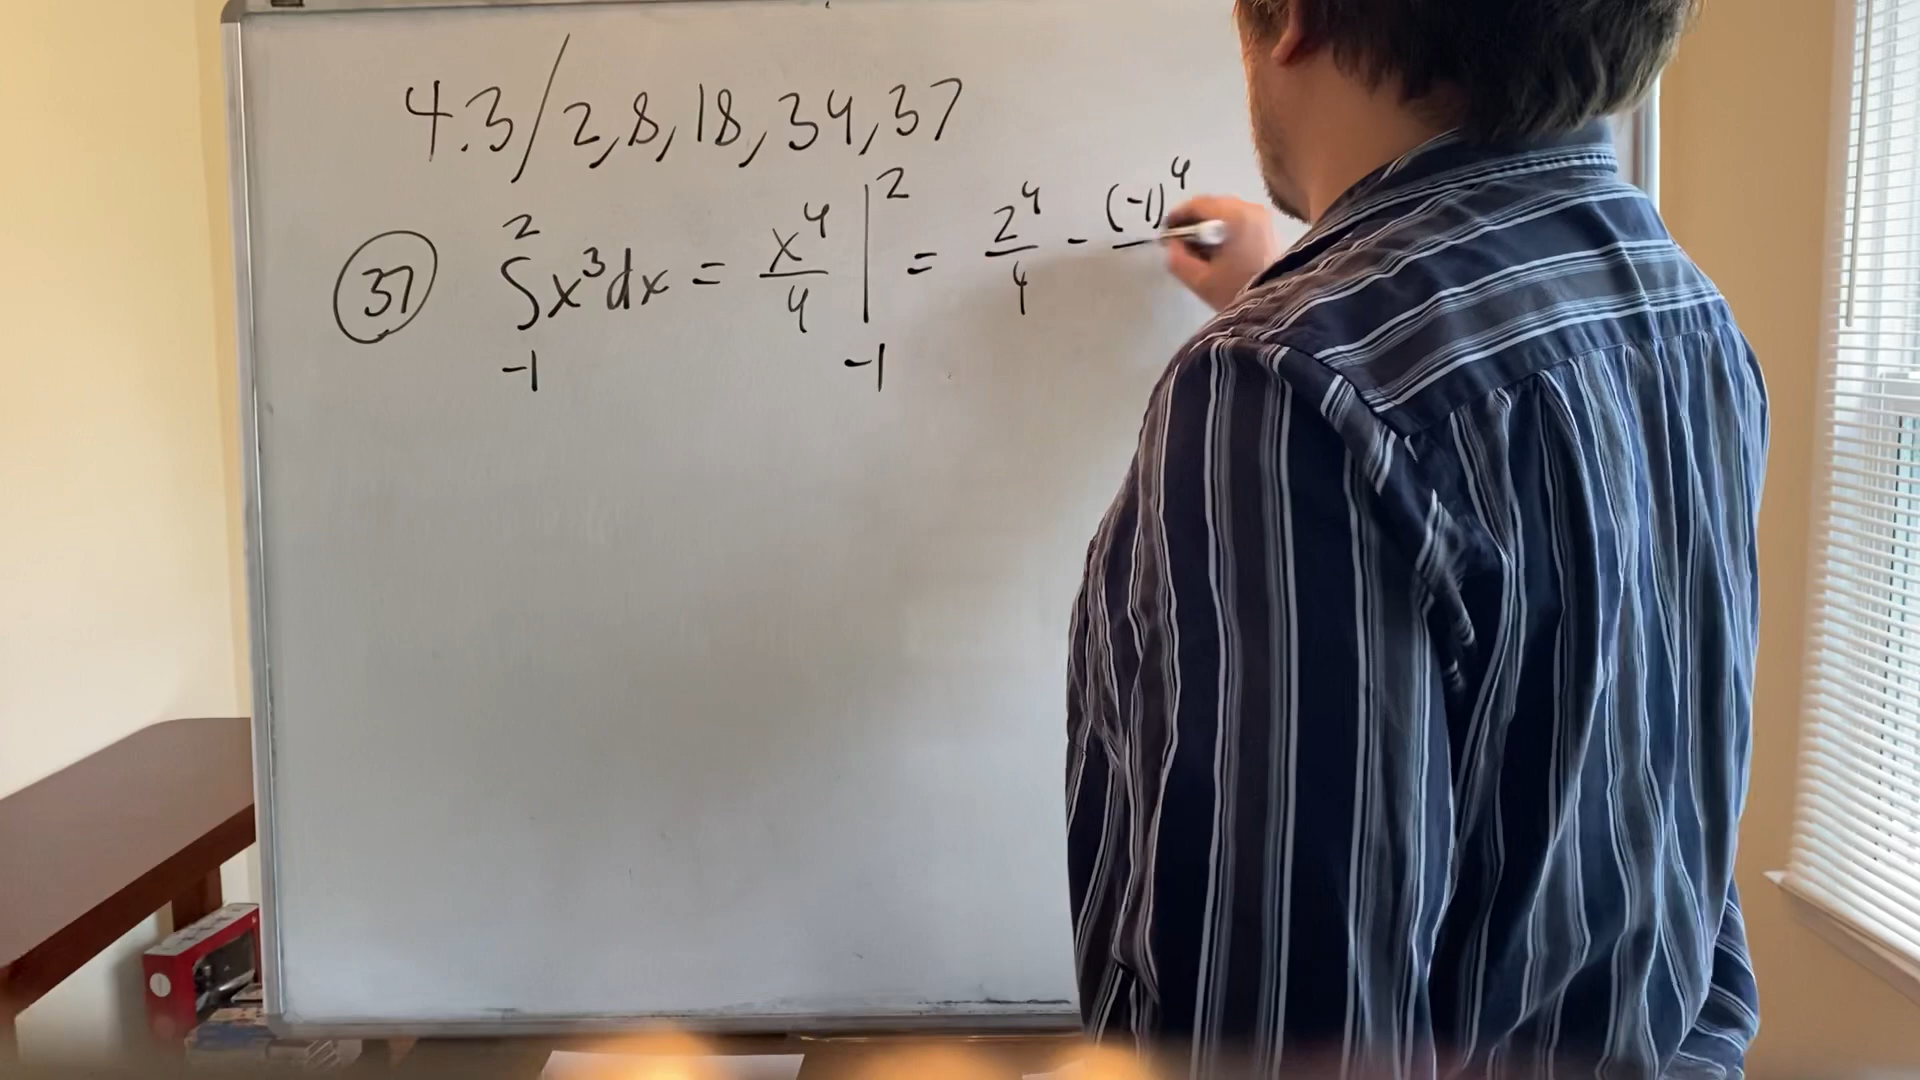 4.3/2,8,18,34,37
(37) ∫_{-1}^{2} x³dx = x⁴/4 |_{-1}^{2} = 2⁴/4 - (-1)⁴